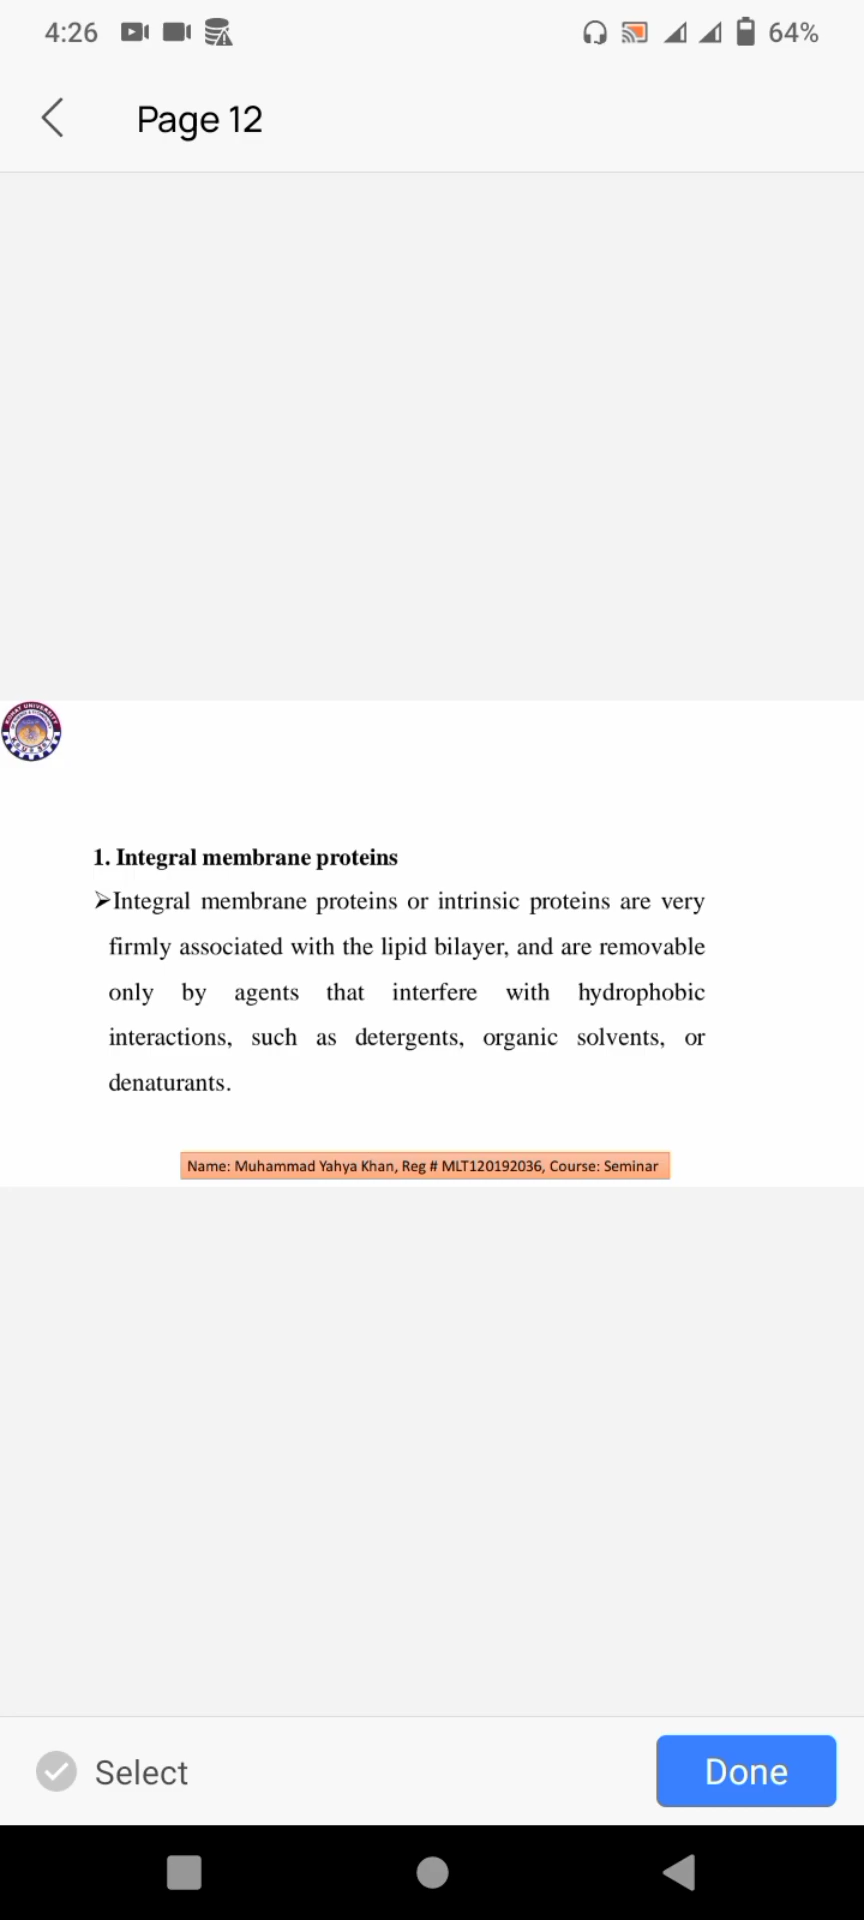 4:26
64%
Page 12
KOHAT UNIVERSITY
1. Integral membrane proteins
➢Integral membrane proteins or intrinsic proteins are very
firmly associated with the lipid bilayer, and are removable
only by agents that interfere with hydrophobic
interactions, such as detergents, organic solvents, or
denaturants.
Name: Muhammad Yahya Khan, Reg # MLT120192036, Course: Seminar
Select
Done